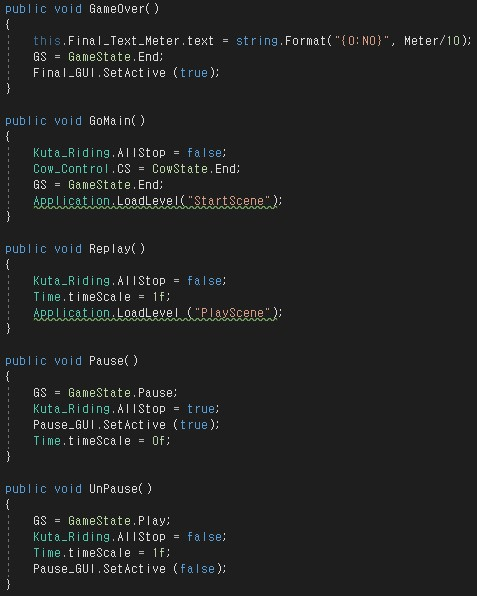 public void GameOver()
{
    this.Final_Text_Meter.text = string.Format("{0:N0}", Meter/10);
    GS = GameState.End;
    Final_GUI.SetActive (true);
}

public void GoMain()
{
    Kuta_Riding.AllStop = false;
    Cow_Control.CS = CowState.End;
    GS = GameState.End;
    Application.LoadLevel("StartScene");
}

public void Replay()
{
    Kuta_Riding.AllStop = false;
    Time.timeScale = 1f;
    Application.LoadLevel ("PlayScene");
}

public void Pause()
{
    GS = GameState.Pause;
    Kuta_Riding.AllStop = true;
    Pause_GUI.SetActive (true);
    Time.timeScale = 0f;
}

public void UnPause()
{
    GS = GameState.Play;
    Kuta_Riding.AllStop = false;
    Time.timeScale = 1f;
    Pause_GUI.SetActive (false);
}